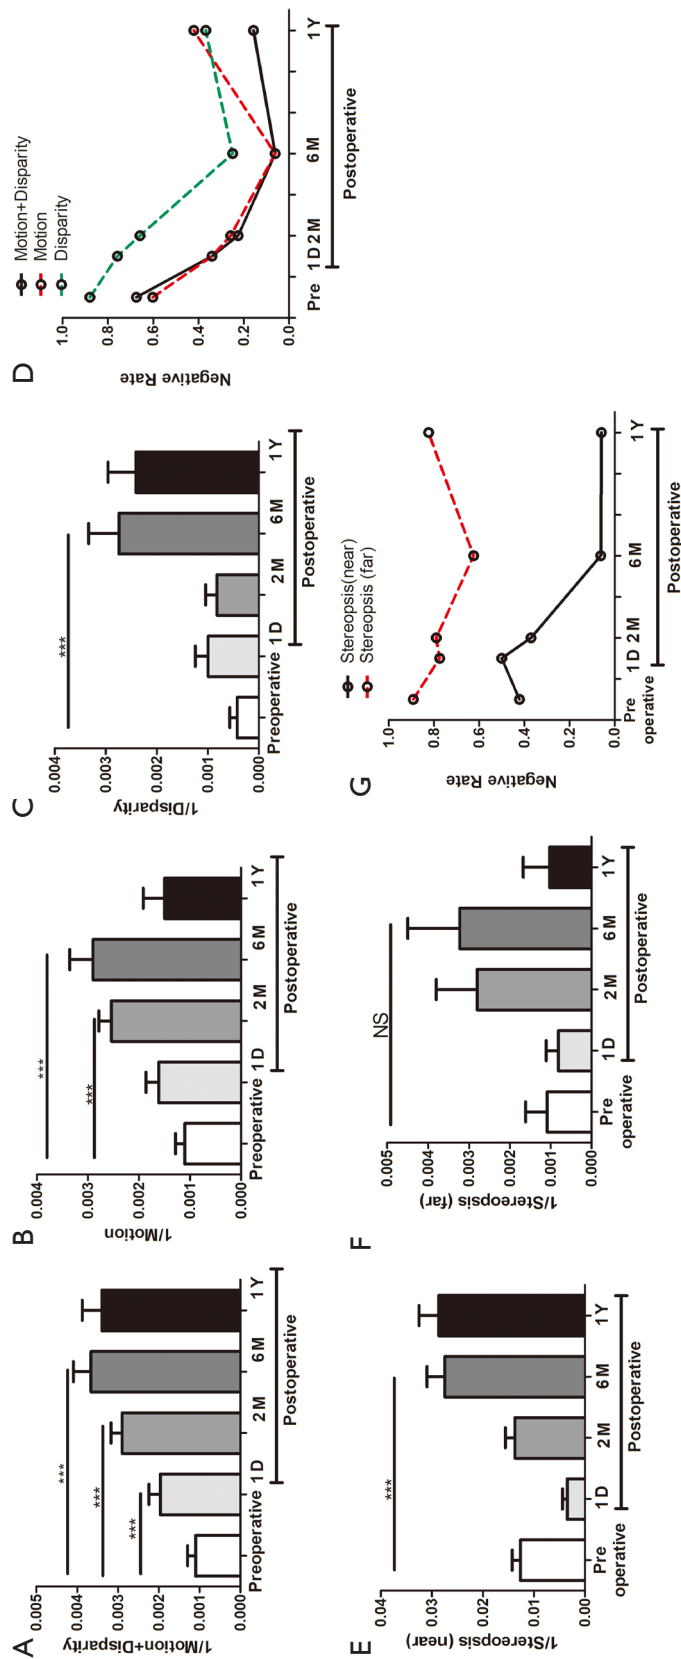 A
1/Motion+Disparity
0.005
0.004
0.003
0.002
0.001
0.000
***
***
***
Preoperative
1 D
2 M
6 M
1 Y
Postoperative
B
1/Motion
0.004
0.003
0.002
0.001
0.000
***
***
Preoperative
1 D
2 M
6 M
1 Y
Postoperative
C
1/Disparity
0.004
0.003
0.002
0.001
0.000
***
Preoperative
1 D
2 M
6 M
1 Y
Postoperative
D
Negative Rate
1.0
0.8
0.6
0.4
0.2
0.0
Motion+Disparity
Motion
Disparity
Pre
1 D
2 M
6 M
1 Y
Postoperative
E
1/Stereopsis (near)
0.04
0.03
0.02
0.01
0.00
***
Pre
operative
1 D
2 M
6 M
1 Y
Postoperative
F
1/Stereopsis (far)
0.005
0.004
0.003
0.002
0.001
0.000
NS
Pre
operative
1 D
2 M
6 M
1 Y
Postoperative
G
Negative Rate
1.0
0.8
0.6
0.4
0.2
0.0
Stereopsis(near)
Stereopsis (far)
Pre
operative
1 D
2 M
6 M
1 Y
Postoperative